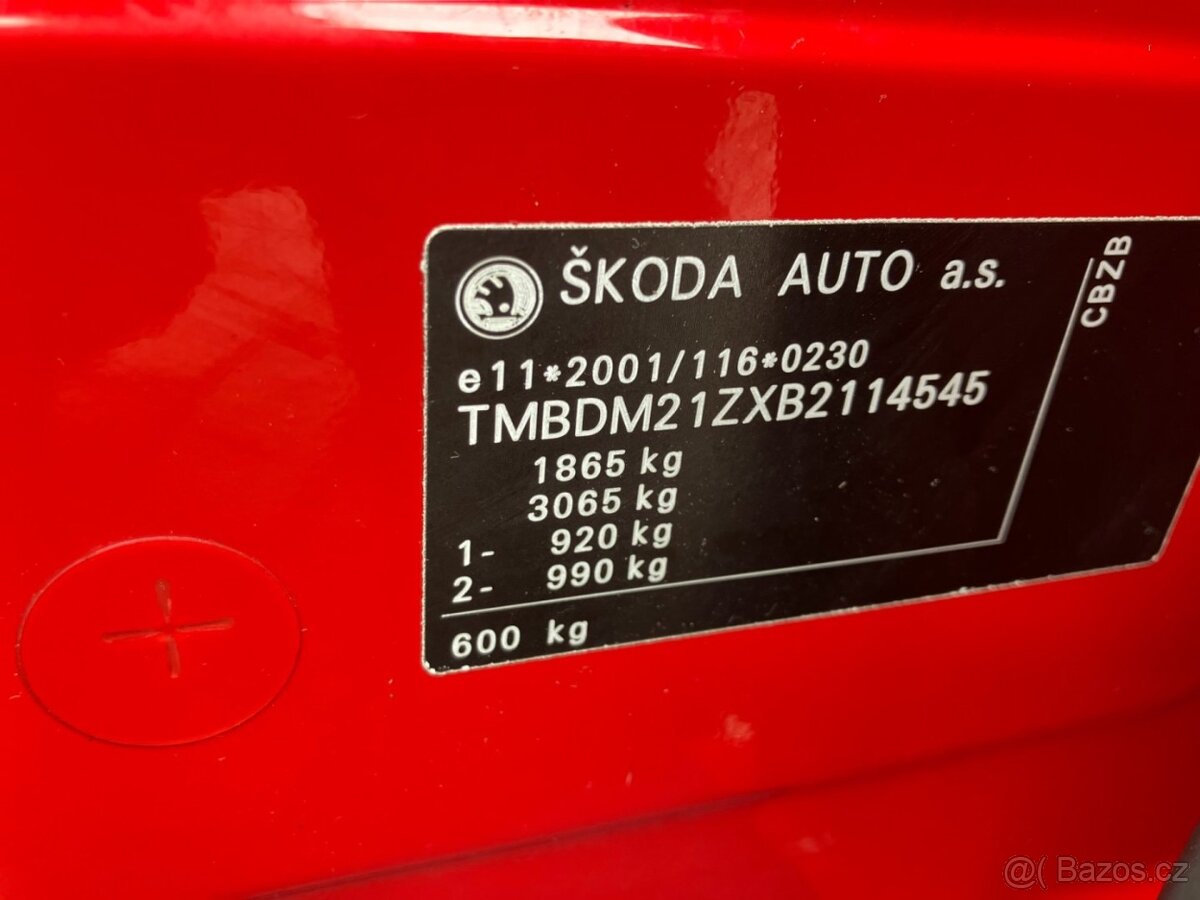 ŠKODA AUTO a.s.
CBZB
e11*2001/116*0230
TMBDM21ZXB2114545
1865 kg
3065 kg
1- 920 kg
2- 990 kg
600 kg
@( Bazos.cz